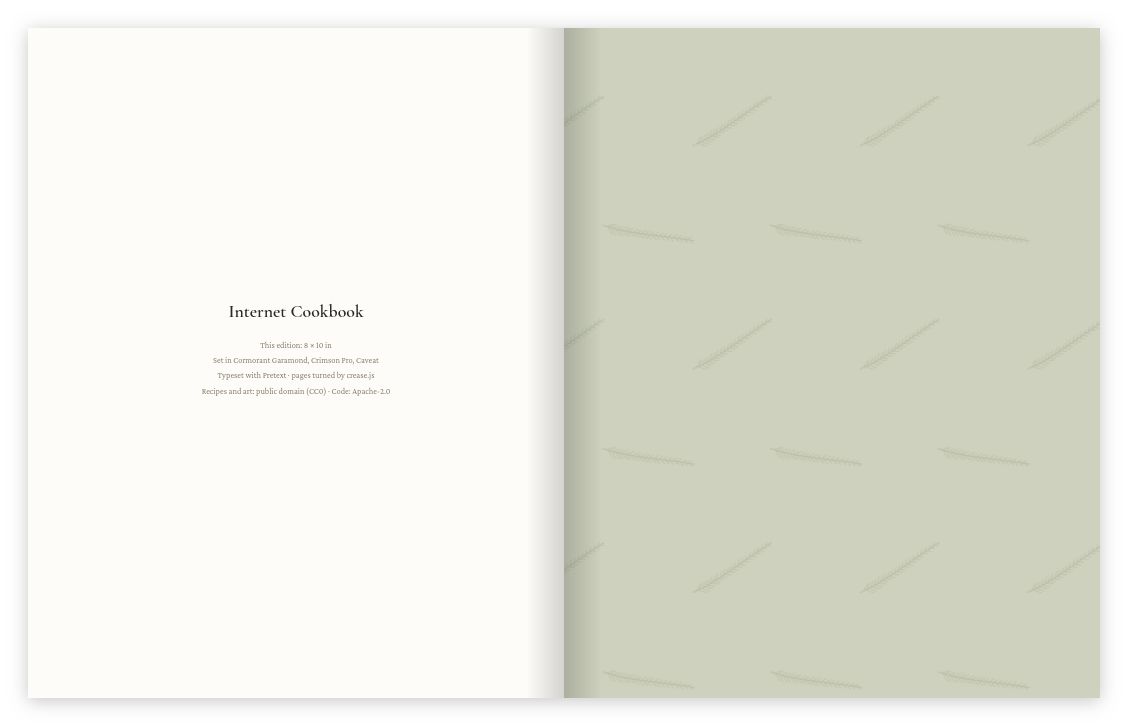 Internet Cookbook
This edition: 8 × 10 in
Set in Cormorant Garamond, Crimson Pro, Caveat
Typeset with Pretext · pages turned by crease.js
Recipes and art: public domain (CC0) · Code: Apache-2.0